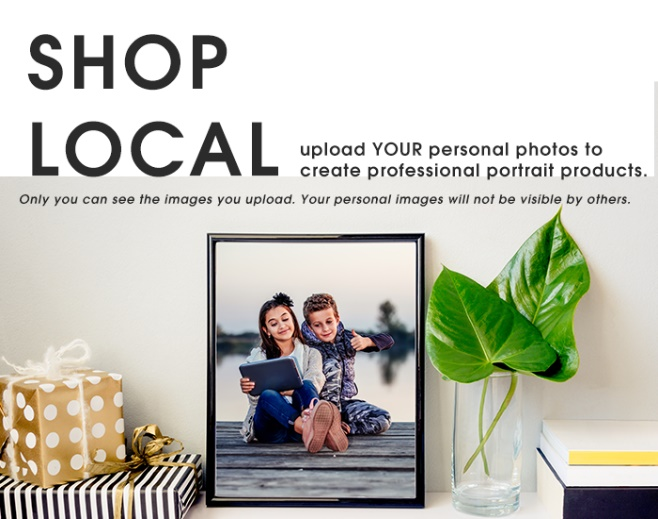 SHOP
LOCAL
upload YOUR personal photos to
create professional portrait products.
Only you can see the images you upload. Your personal images will not be visible by others.